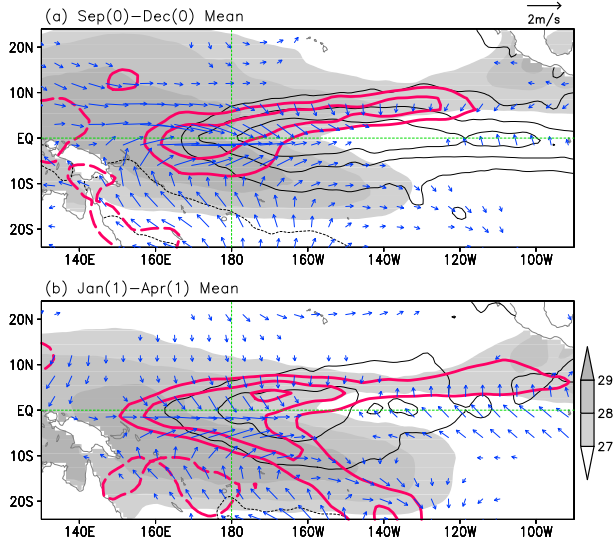 (a) Sep(0)−Dec(0) Mean
2m/s
20N
10N
EQ
10S
20S
140E 160E 180 160W 140W 120W 100W
(b) Jan(1)−Apr(1) Mean
20N
10N
EQ
10S
20S
29
28
27
140E 160E 180 160W 140W 120W 100W